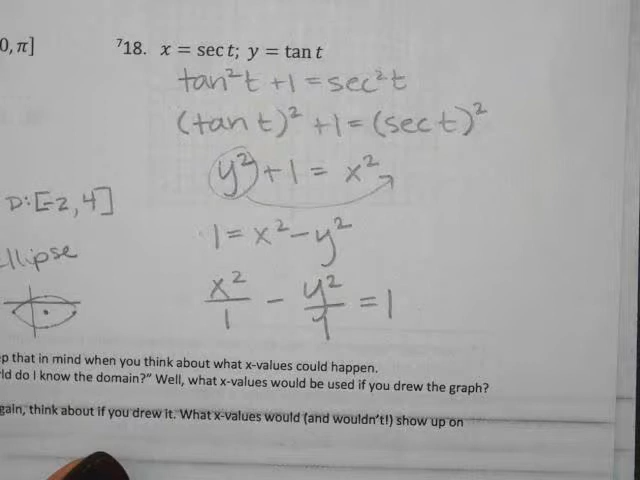 0, π]
⁷18. x = sec t; y = tan t
tan²t + 1 = sec²t
(tan t)² + 1 = (sec t)²
y² + 1 = x²
D:[-2,4]
1 = x² - y²
llipse
x²/1 - y²/1 = 1
p that in mind when you think about what x-values could happen.
ld do I know the domain?" Well, what x-values would be used if you drew the graph?
gain, think about if you drew it. What x-values would (and wouldn't!) show up on